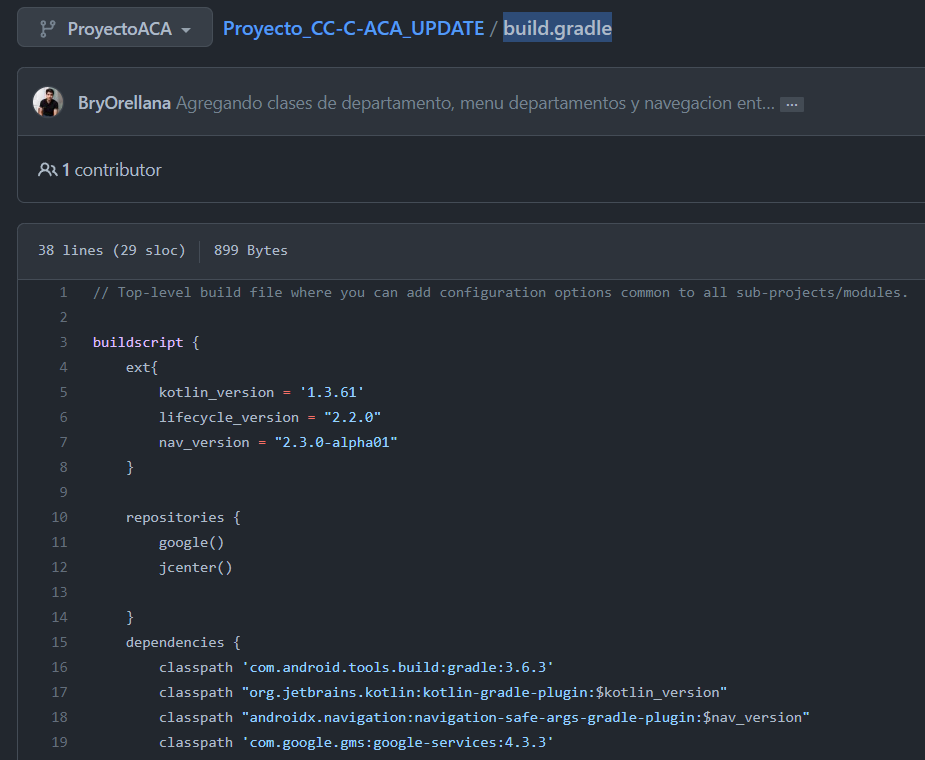 ProyectoACA
Proyecto_CC-C-ACA_UPDATE / build.gradle
BryOrellana Agregando clases de departamento, menu departamentos y navegacion ent... ...
1 contributor
38 lines (29 sloc) 899 Bytes
1 // Top-level build file where you can add configuration options common to all sub-projects/modules.
2
3 buildscript {
4     ext{
5         kotlin_version = '1.3.61'
6         lifecycle_version = "2.2.0"
7         nav_version = "2.3.0-alpha01"
8     }
9
10     repositories {
11         google()
12         jcenter()
13
14     }
15     dependencies {
16         classpath 'com.android.tools.build:gradle:3.6.3'
17         classpath "org.jetbrains.kotlin:kotlin-gradle-plugin:$kotlin_version"
18         classpath "androidx.navigation:navigation-safe-args-gradle-plugin:$nav_version"
19         classpath 'com.google.gms:google-services:4.3.3'